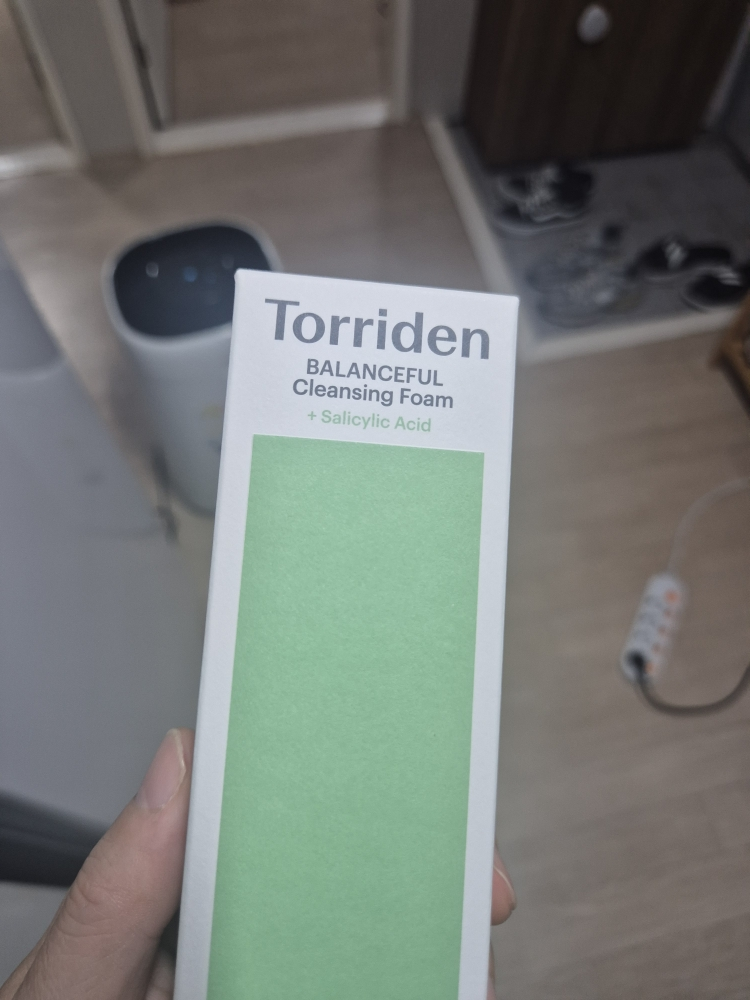 Torriden
BALANCEFUL
Cleansing Foam
+ Salicylic Acid